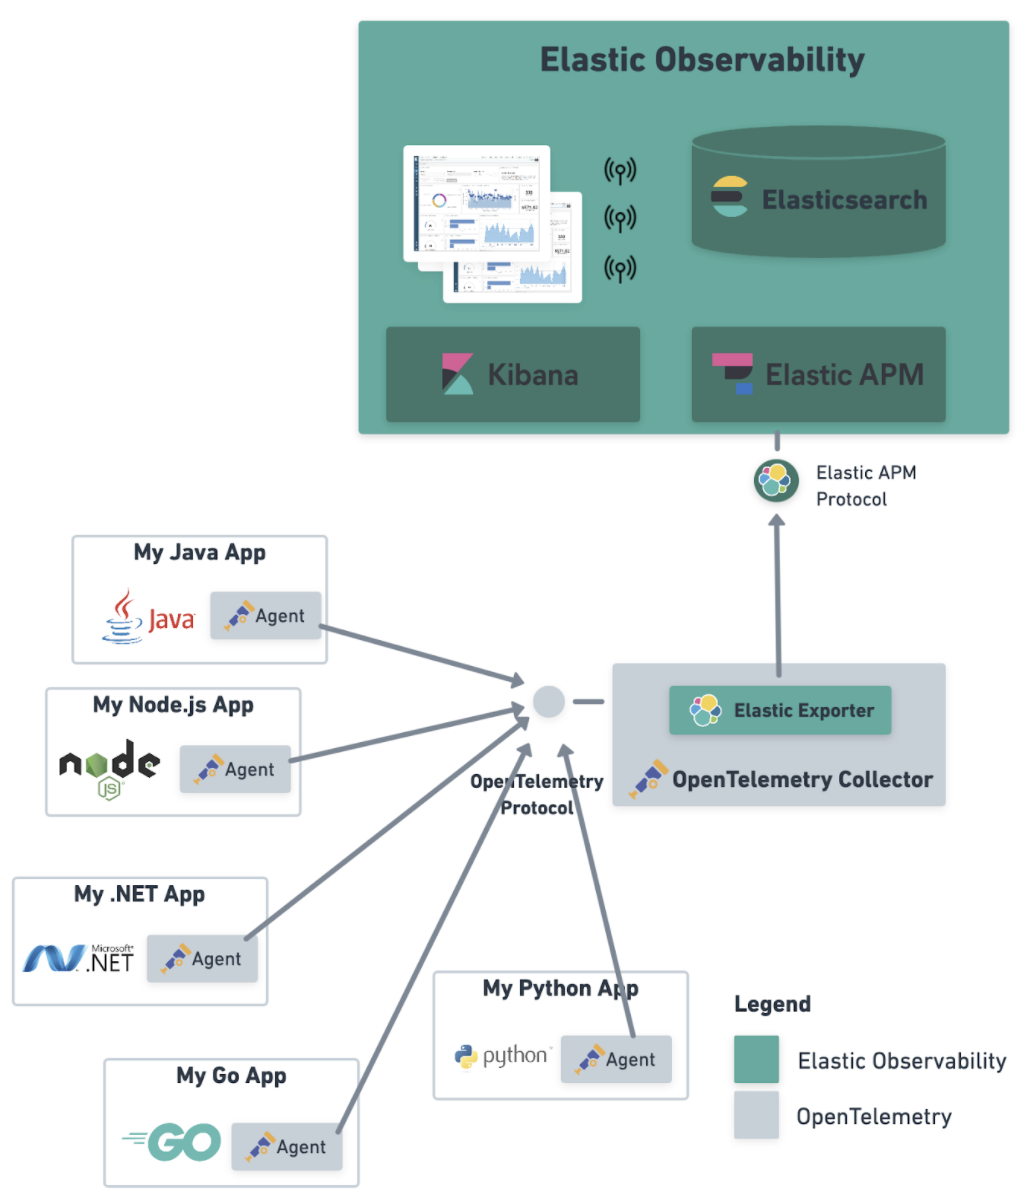 Elastic Observability
Elasticsearch
Kibana
Elastic APM
Elastic APM
Protocol
My Java App
Java
Agent
My Node.js App
node
JS
Agent
OpenTelemetry
Protocol
Elastic Exporter
OpenTelemetry Collector
My .NET App
Microsoft®
.NET
Agent
My Python App
python™
Agent
My Go App
GO
Agent
Legend
Elastic Observability
OpenTelemetry